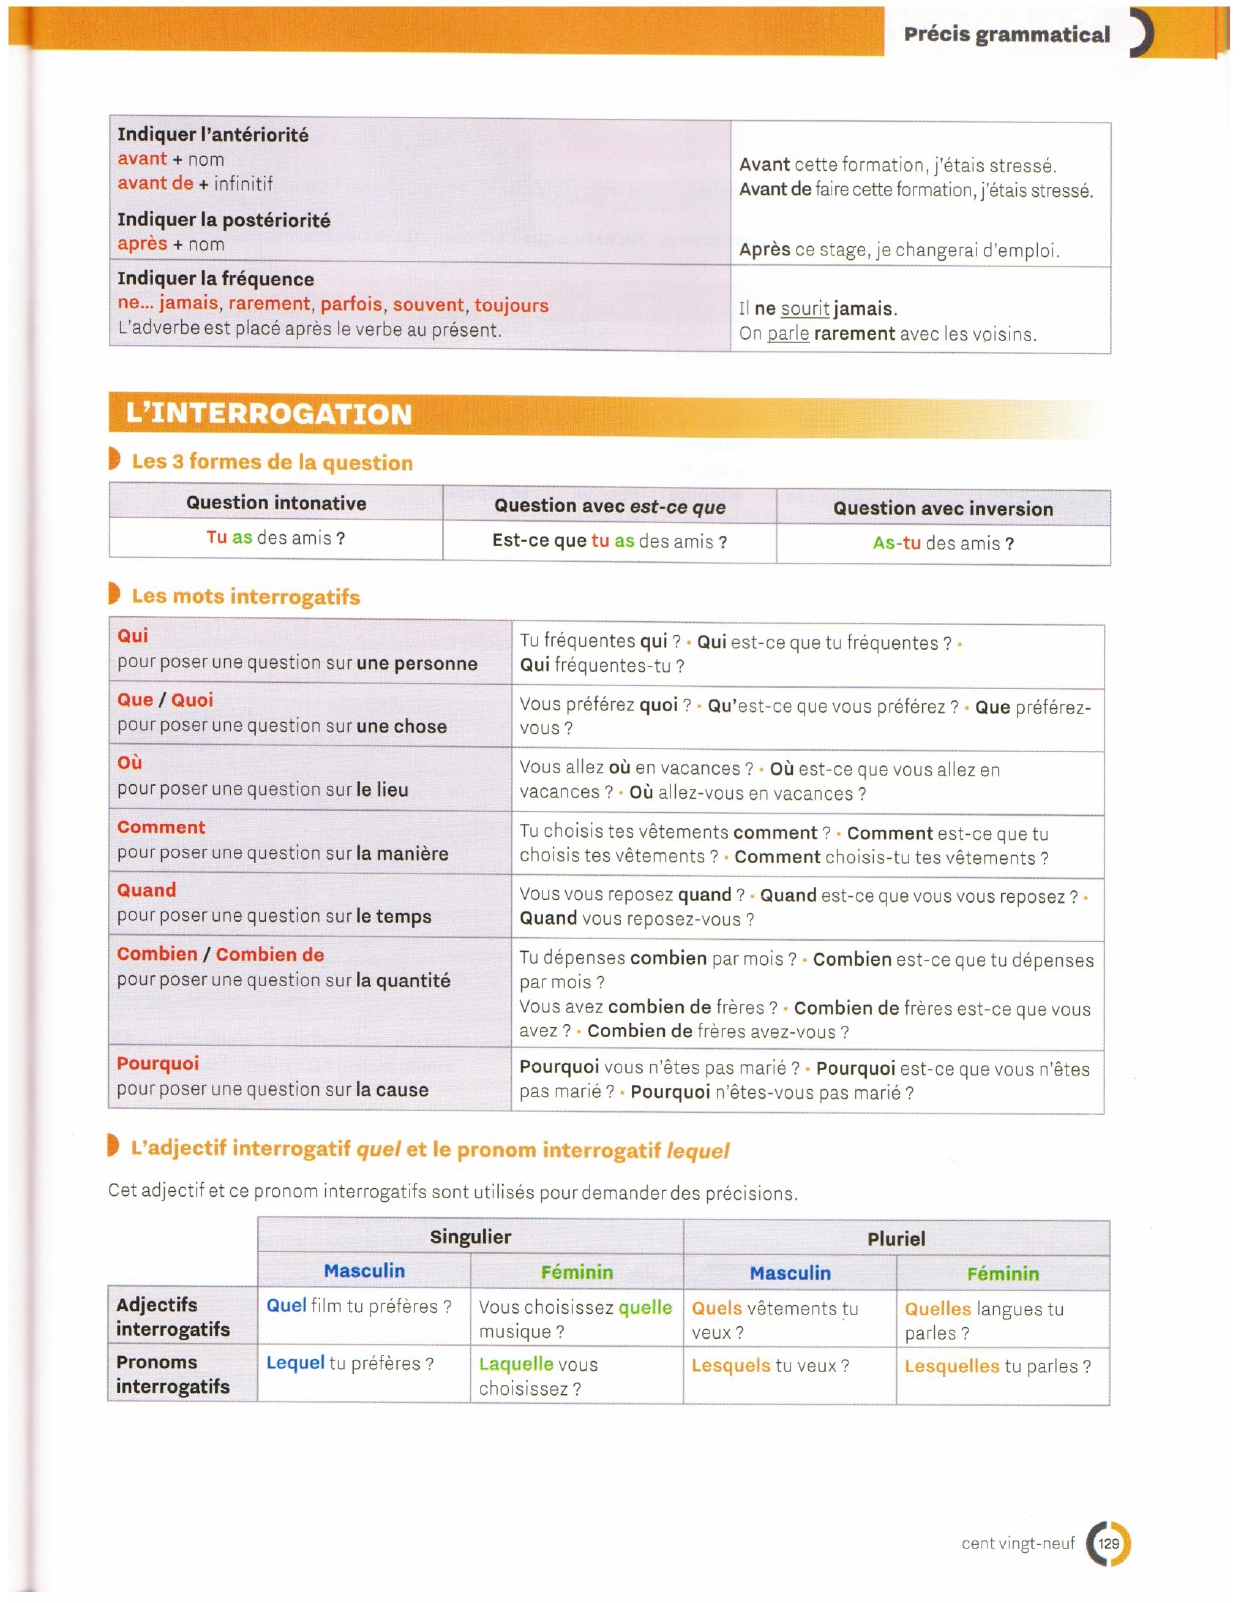 Précis grammatical
Indiquer l'antériorité
avant + nom
avant de + infinitif
Avant cette formation, j'étais stressé.
Avant de faire cette formation, j'étais stressé.
Indiquer la postériorité
après + nom
Après ce stage, je changerai d'emploi.
Indiquer la fréquence
ne... jamais, rarement, parfois, souvent, toujours
L'adverbe est placé après le verbe au présent.
Il ne sourit jamais.
On parle rarement avec les voisins.
L'INTERROGATION
Les 3 formes de la question
Question intonative
Question avec est-ce que
Question avec inversion
Tu as des amis ?
Est-ce que tu as des amis ?
As-tu des amis ?
Les mots interrogatifs
Qui
pour poser une question sur une personne
Tu fréquentes qui ? • Qui est-ce que tu fréquentes ? •
Qui fréquentes-tu ?
Que / Quoi
pour poser une question sur une chose
Vous préférez quoi ? • Qu'est-ce que vous préférez ? • Que préférez-
vous ?
Où
pour poser une question sur le lieu
Vous allez où en vacances ? • Où est-ce que vous allez en
vacances ? • Où allez-vous en vacances ?
Comment
pour poser une question sur la manière
Tu choisis tes vêtements comment ? • Comment est-ce que tu
choisis tes vêtements ? • Comment choisis-tu tes vêtements ?
Quand
pour poser une question sur le temps
Vous vous reposez quand ? • Quand est-ce que vous vous reposez ? •
Quand vous reposez-vous ?
Combien / Combien de
pour poser une question sur la quantité
Tu dépenses combien par mois ? • Combien est-ce que tu dépenses
par mois ?
Vous avez combien de frères ? • Combien de frères est-ce que vous
avez ? • Combien de frères avez-vous ?
Pourquoi
pour poser une question sur la cause
Pourquoi vous n'êtes pas marié ? • Pourquoi est-ce que vous n'êtes
pas marié ? • Pourquoi n'êtes-vous pas marié ?
L'adjectif interrogatif quel et le pronom interrogatif lequel
Cet adjectif et ce pronom interrogatifs sont utilisés pour demander des précisions.
Singulier
Pluriel
Masculin
Féminin
Masculin
Féminin
Adjectifs
interrogatifs
Quel film tu préfères ?
Vous choisissez quelle
musique ?
Quels vêtements tu
veux ?
Quelles langues tu
parles ?
Pronoms
interrogatifs
Lequel tu préfères ?
Laquelle vous
choisissez ?
Lesquels tu veux ?
Lesquelles tu parles ?
cent vingt-neuf 129